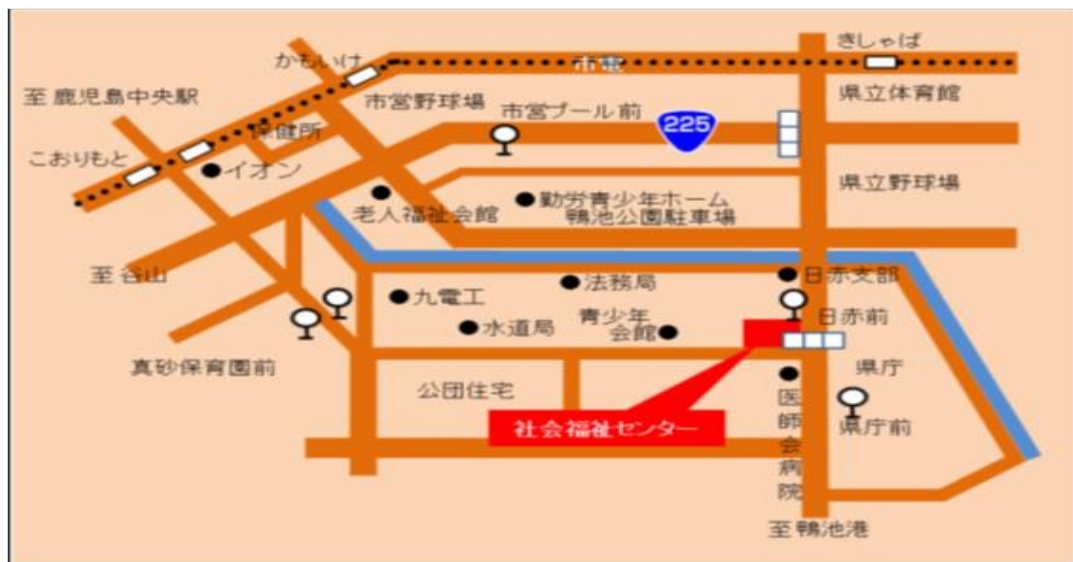 きしゃば
かもいけ
市電
至 鹿児島中央駅
市営野球場
市営プール前
225
県立体育館
保健所
こおりもと
イオン
県立野球場
老人福祉会館
勤労青少年ホーム
鴨池公園駐車場
至 谷山
法務局
日赤支部
九電工
青少年
会館
水道局
日赤前
真砂保育園前
県庁
公団住宅
社会福祉センター
医師会病院
県庁前
至 鴨池港